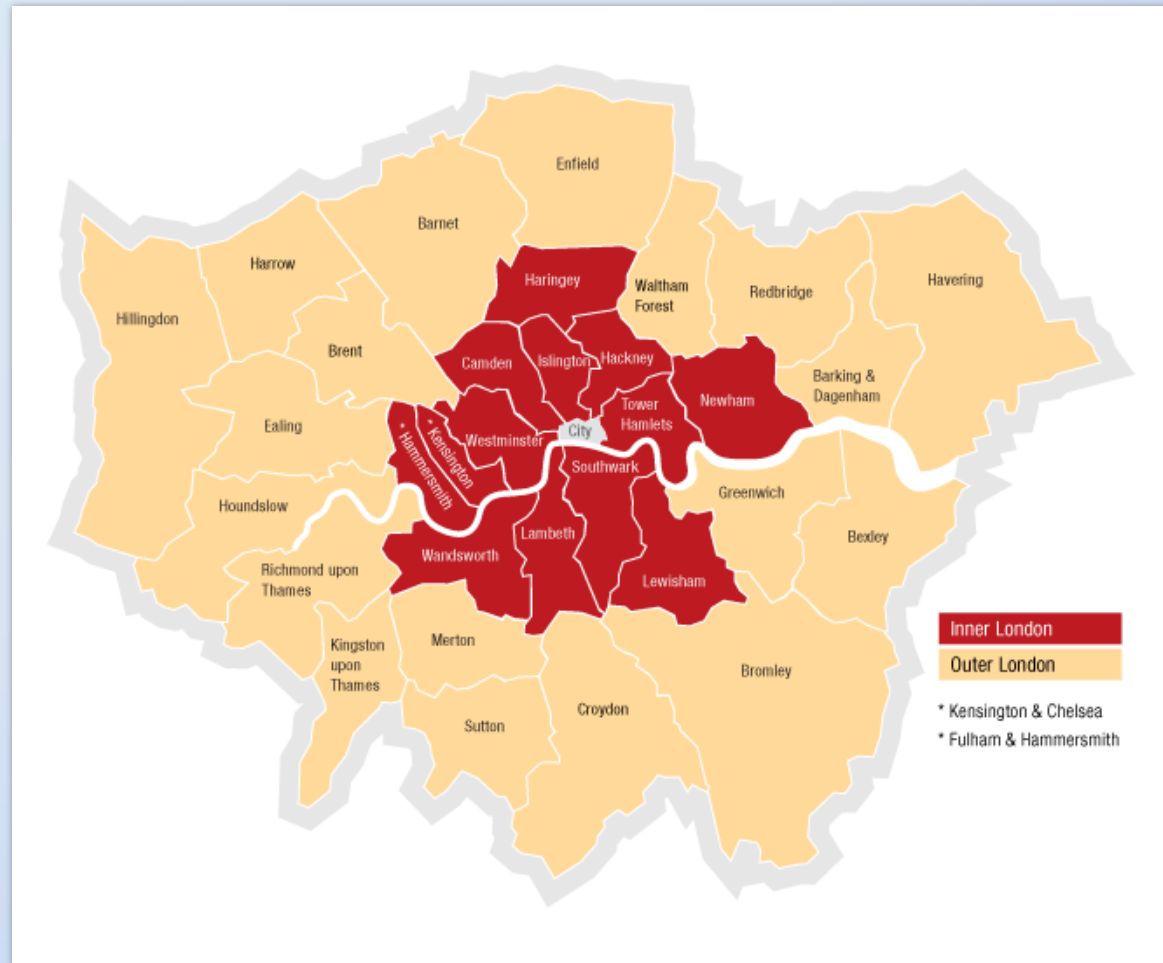 Enfield
Barnet
Harrow
Haringey
Waltham
Forest
Redbridge
Havering
Hillingdon
Brent
Camden
Islington
Hackney
Newham
Barking &
Dagenham
Ealing
* Hammersmith
* Kensington
Westminster
City
Tower
Hamlets
Southwark
Greenwich
Houndslow
Bexley
Lambeth
Wandsworth
Richmond upon
Thames
Lewisham
Kingston
upon
Thames
Merton
Bromley
Sutton
Croydon
Inner London
Outer London
* Kensington & Chelsea
* Fulham & Hammersmith